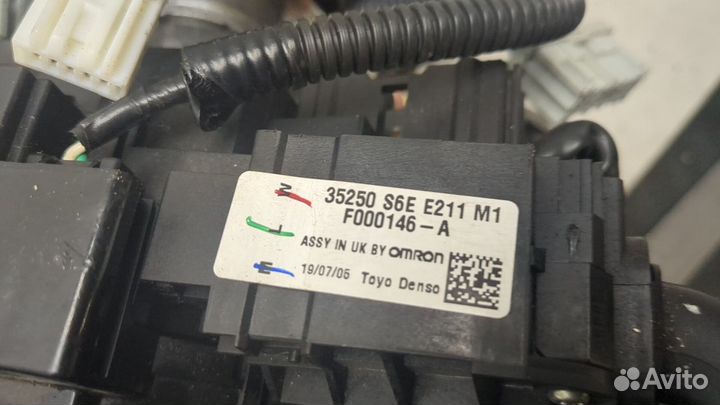 35250 S6E E211 M1
F000146-A
ASSY IN UK BY OMRON
19/07/05 Toyo Denso
Avito